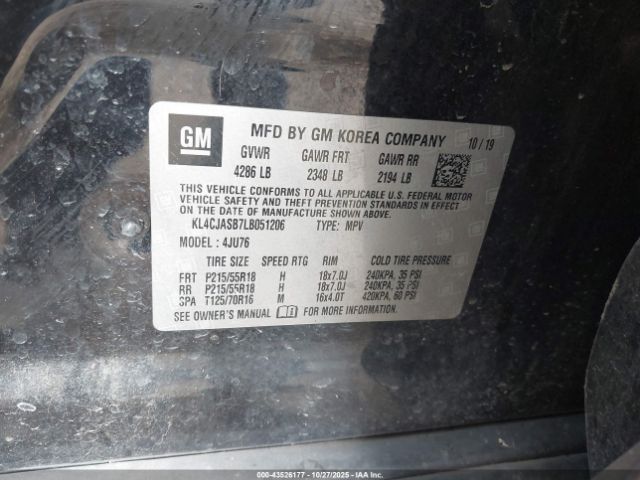 GM
MFD BY GM KOREA COMPANY 10 / 19
GVWR GAWR FRT GAWR RR
4286 LB 2348 LB 2194 LB
THIS VEHICLE CONFORMS TO ALL APPLICABLE U.S. FEDERAL MOTOR
VEHICLE SAFETY AND THEFT PREVENTION STANDARDS IN EFFECT
ON THE DATE OF MANUFACTURE SHOWN ABOVE.
KL4CJASB7LB051206 TYPE: MPV
MODEL : 4JU76
TIRE SIZE SPEED RTG RIM COLD TIRE PRESSURE
FRT P215/55R18 H 18x7.0J 240KPA, 35 PSI
RR P215/55R18 H 18x7.0J 240KPA, 35 PSI
SPA T125/70R16 M 16x4.0T 420KPA, 60 PSI
SEE OWNER'S MANUAL FOR MORE INFORMATION.
000-43526177 - 10/27/2025 - IAAI.COM